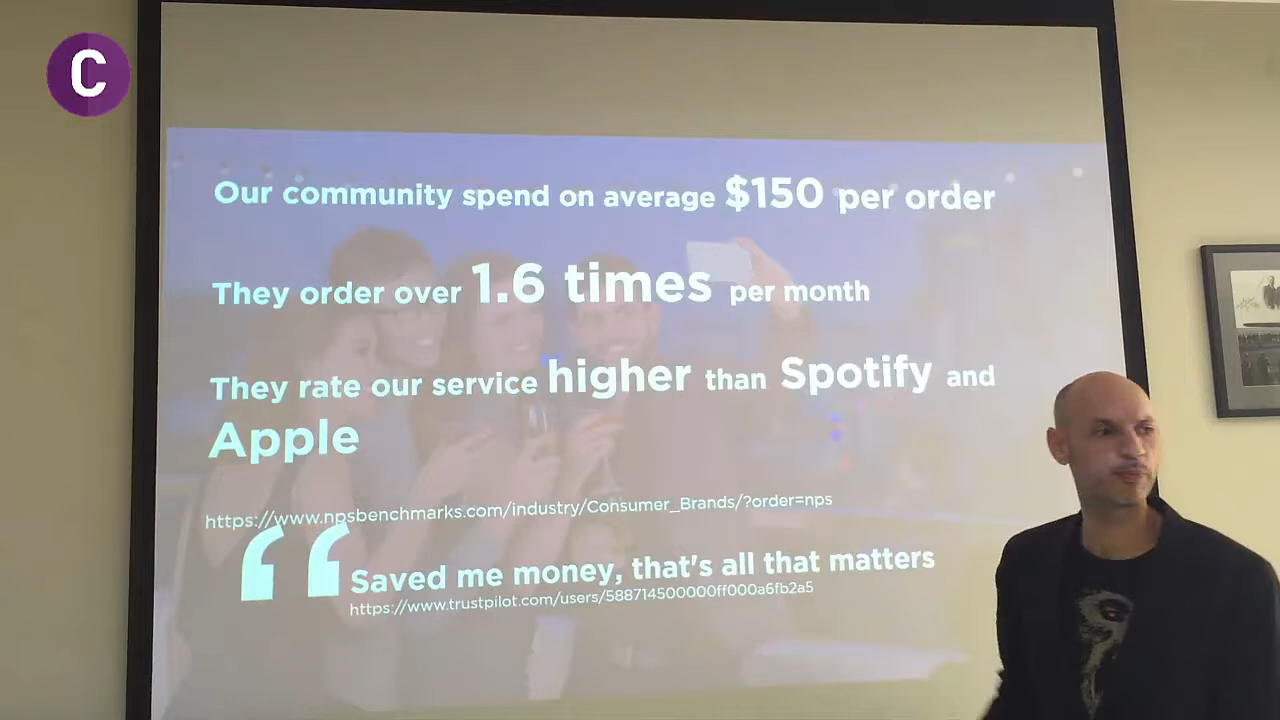 C
Our community spend on average $150 per order
They order over 1.6 times per month
They rate our service higher than Spotify and
Apple
https://www.npsbenchmarks.com/industry/Consumer_Brands/?order=nps
“ Saved me money, that's all that matters
https://www.trustpilot.com/users/588714500000ff000a6fb2a5